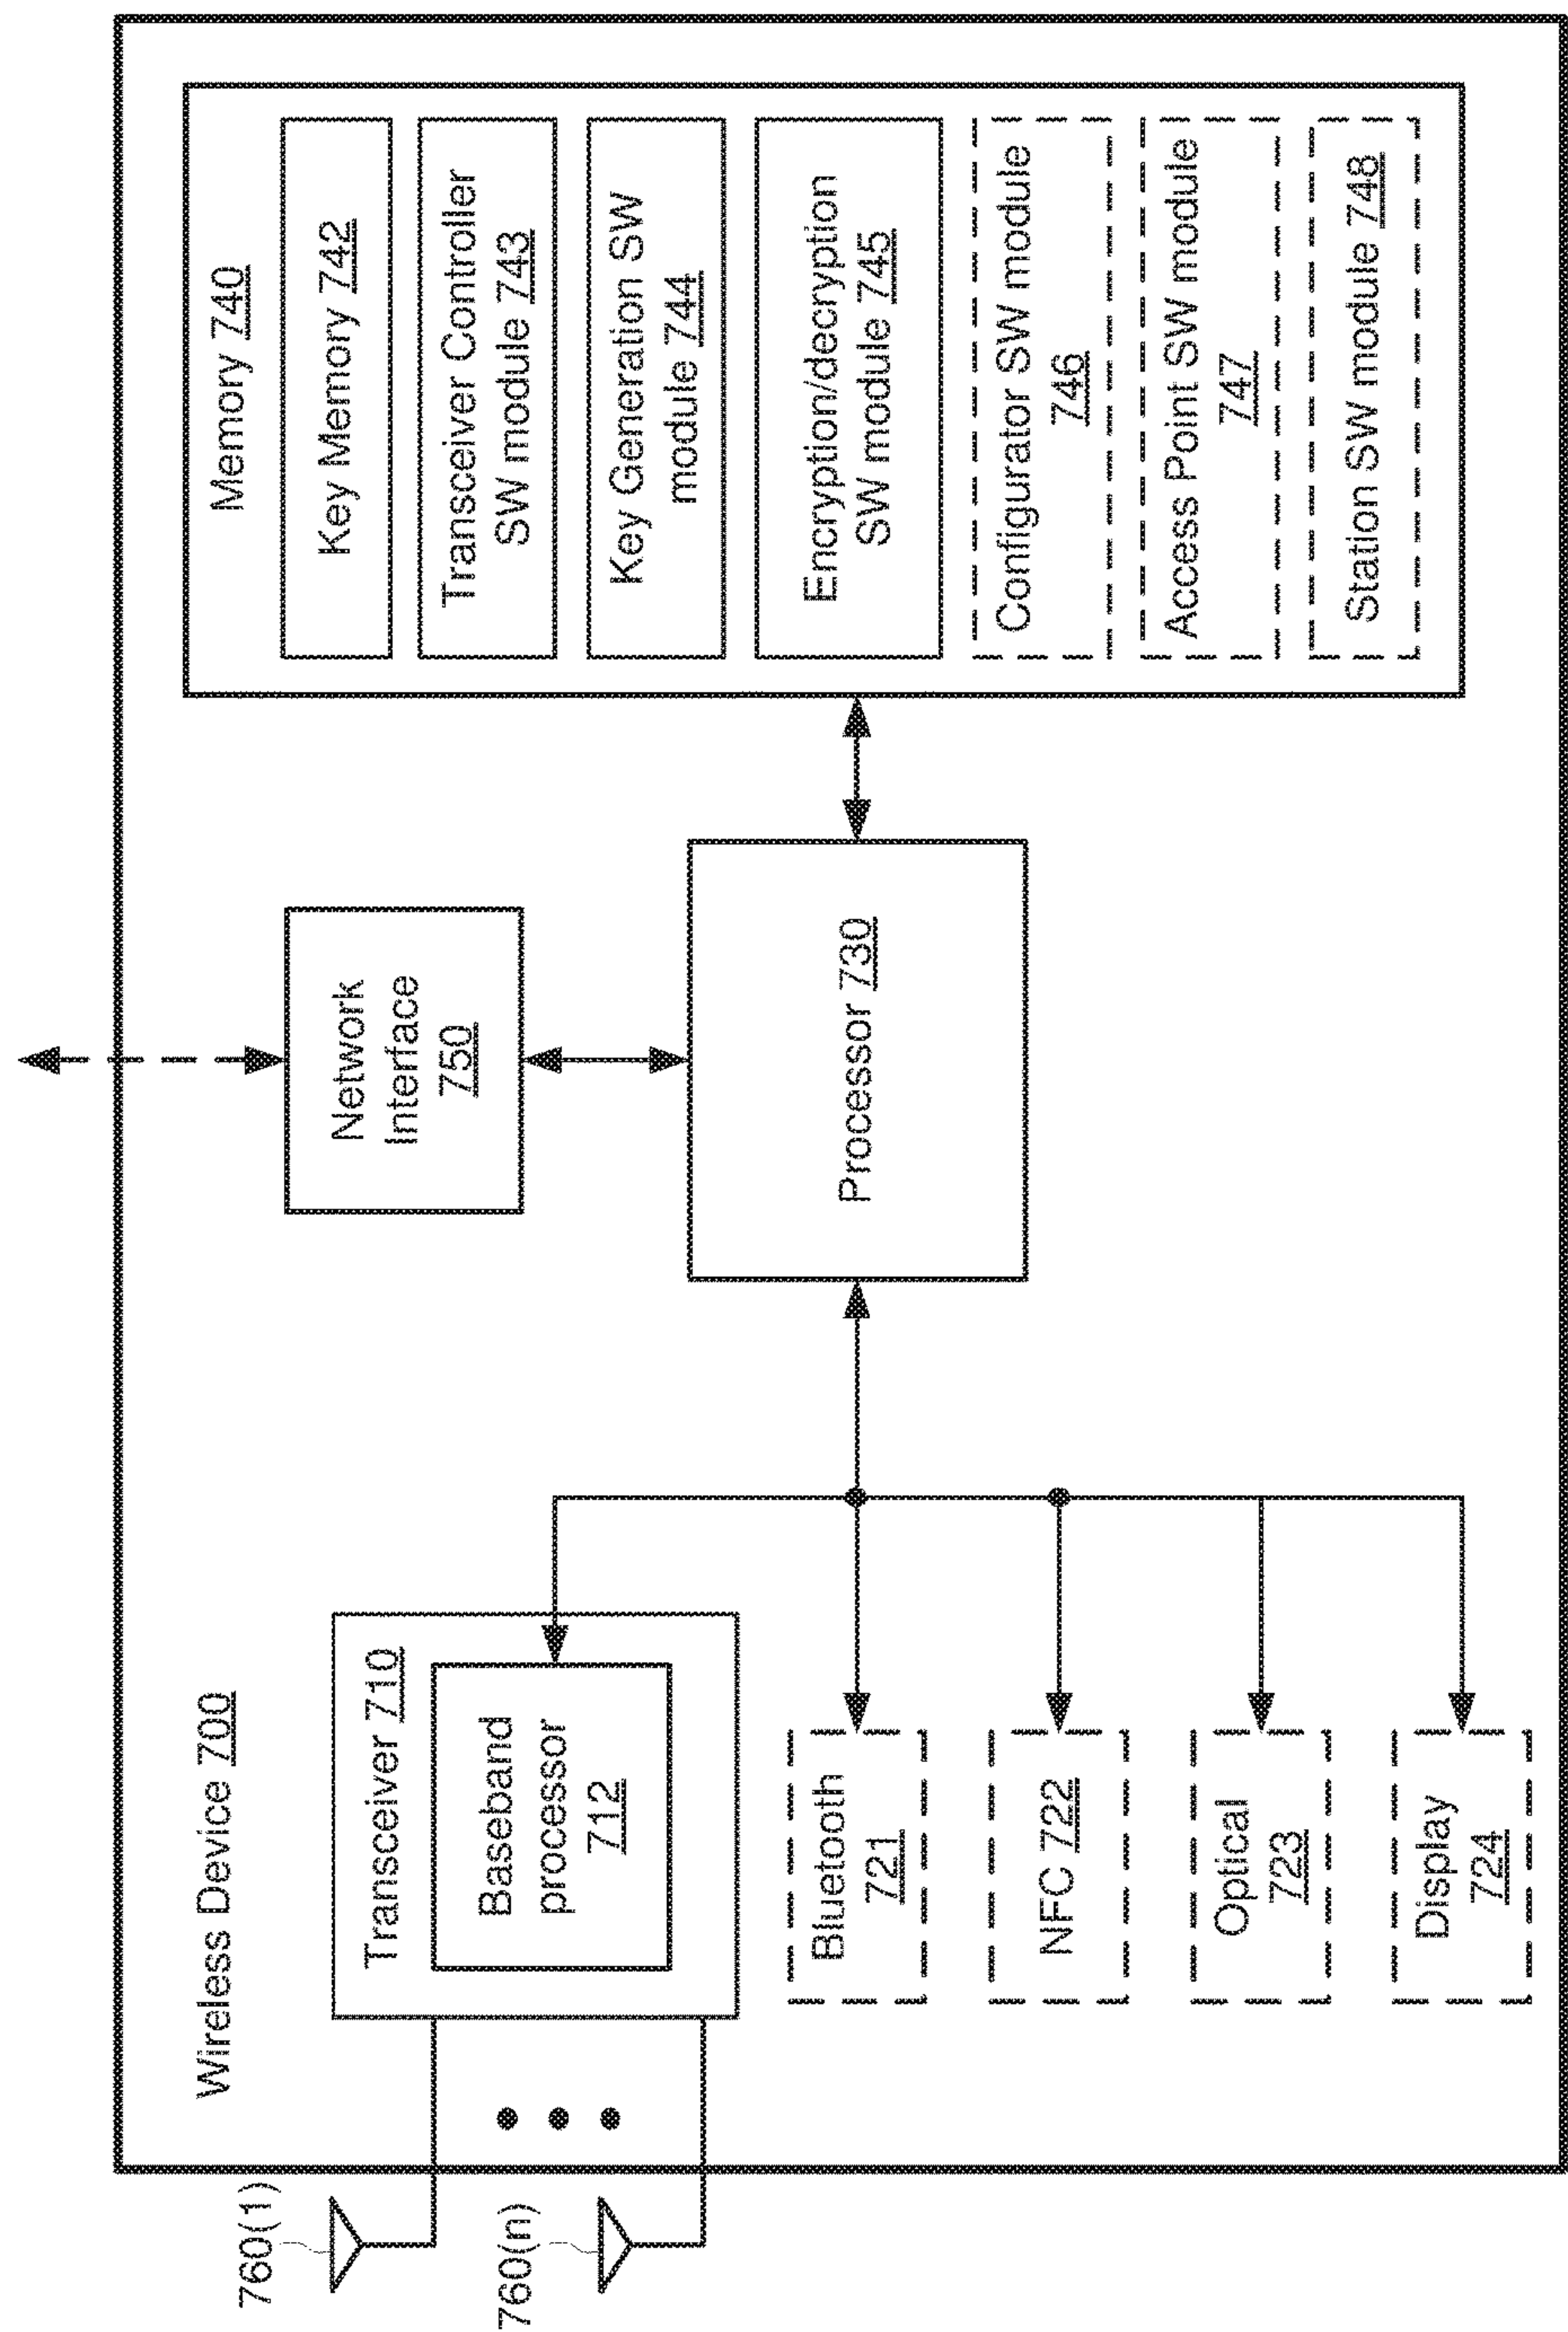 Wireless Device 700
760(1)
760(n)
Transceiver 710
Baseband
processor
712
Bluetooth
721
NFC 722
Optical
723
Display
724
Network
Interface
750
Processor 730
Memory 740
Key Memory 742
Transceiver Controller
SW module 743
Key Generation SW
module 744
Encryption/decryption
SW module 745
Configurator SW module
746
Access Point SW module
747
Station SW module 748